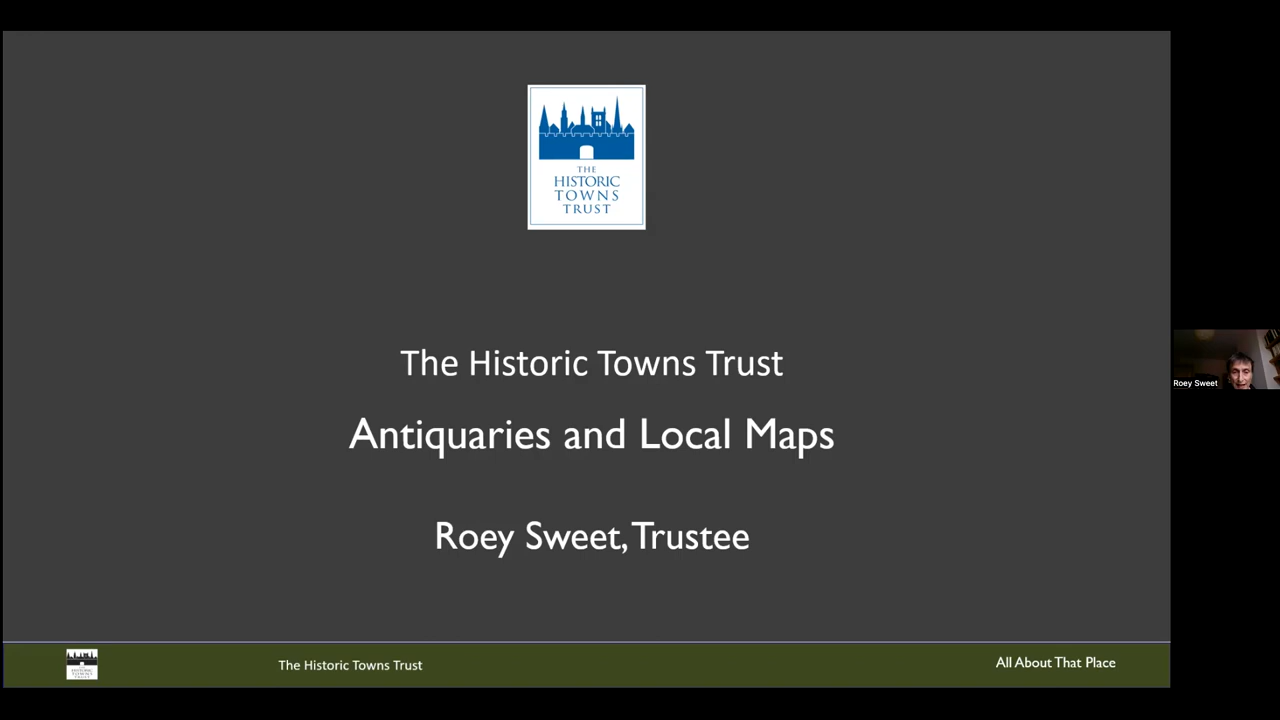 THE
HISTORIC
TOWNS
TRUST
The Historic Towns Trust
Antiquaries and Local Maps
Roey Sweet, Trustee
Roey Sweet
The Historic Towns Trust
All About That Place